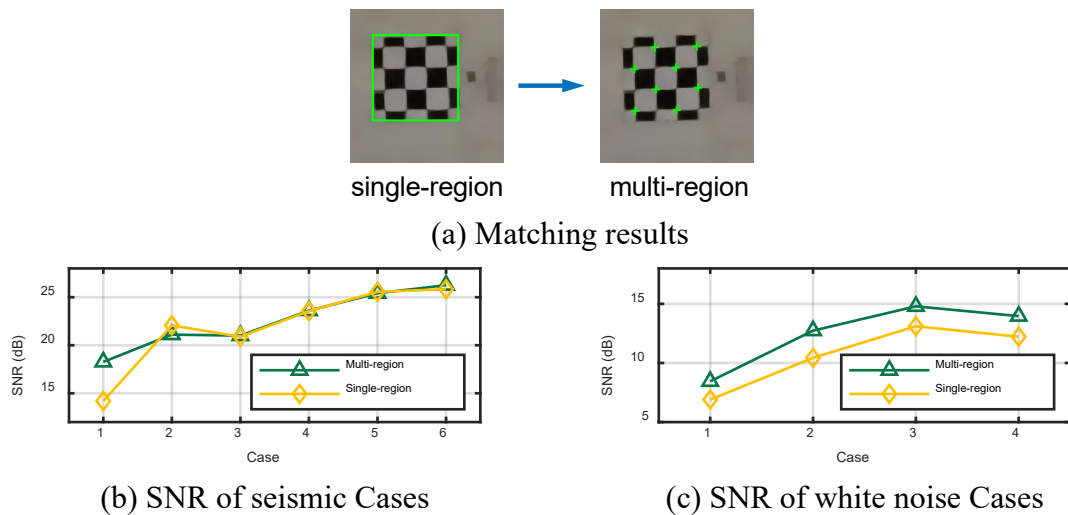 single-region
multi-region
(a) Matching results
25
20
15
SNR (dB)
Multi-region
Single-region
1 2 3 4 5 6
Case
(b) SNR of seismic Cases
15
10
5
SNR (dB)
Multi-region
Single-region
1 2 3 4
Case
(c) SNR of white noise Cases